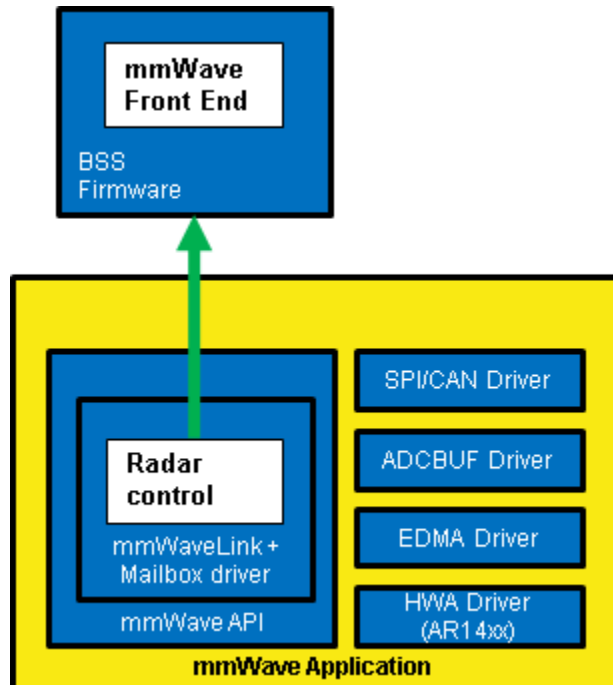 mmWave
Front End
BSS
Firmware
Radar
control
mmWaveLink +
Mailbox driver
mmWave API
SPI/CAN Driver
ADCBUF Driver
EDMA Driver
HWA Driver
(AR14xx)
mmWave Application